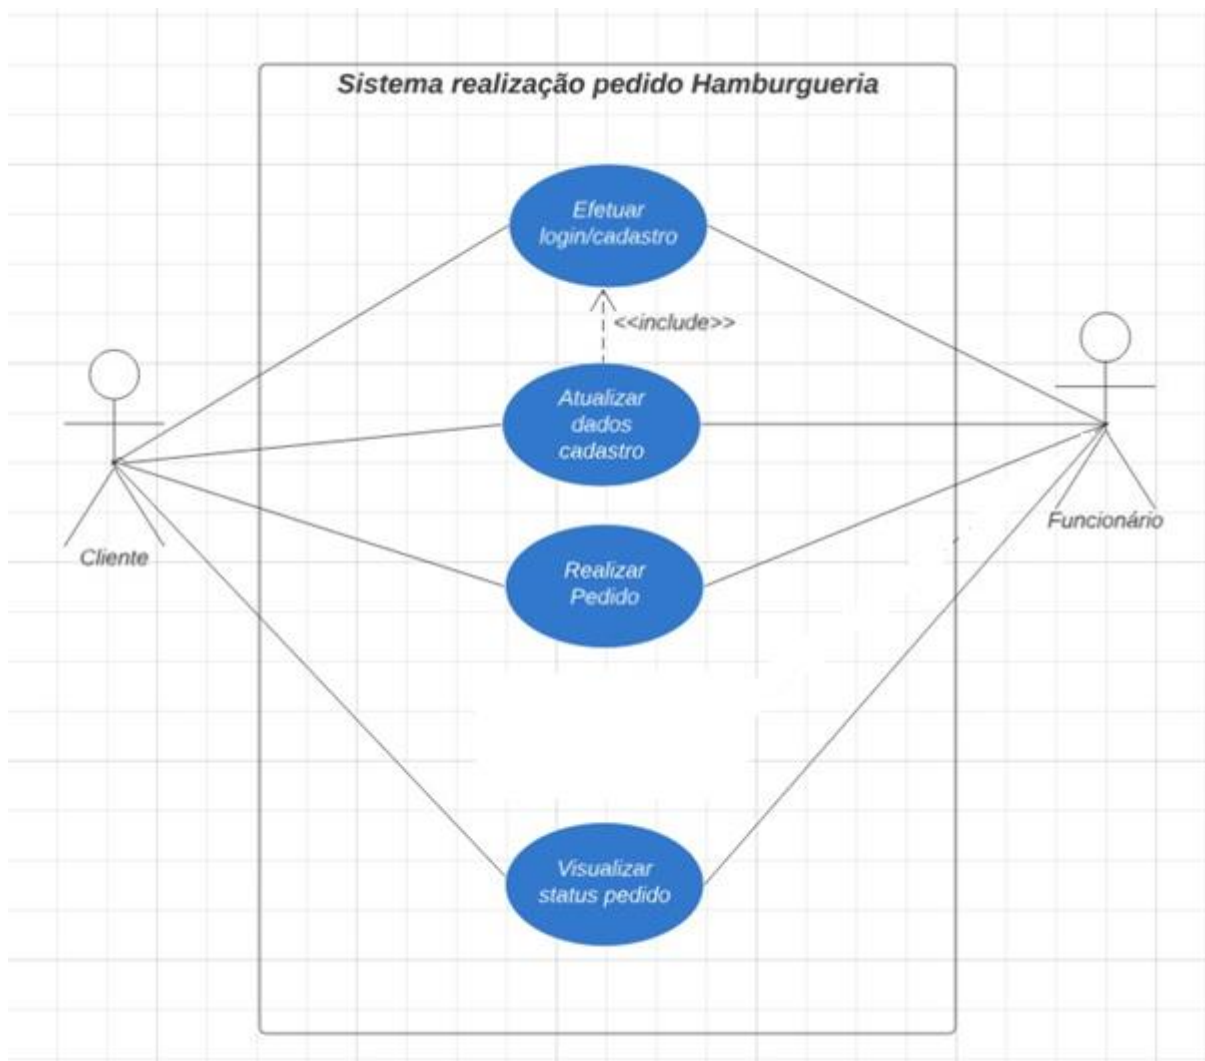 Sistema realização pedido Hamburgueria
Efetuar
login/cadastro
<<include>>
Atualizar
dados
cadastro
Funcionário
Cliente
Realizar
Pedido
Visualizar
status pedido